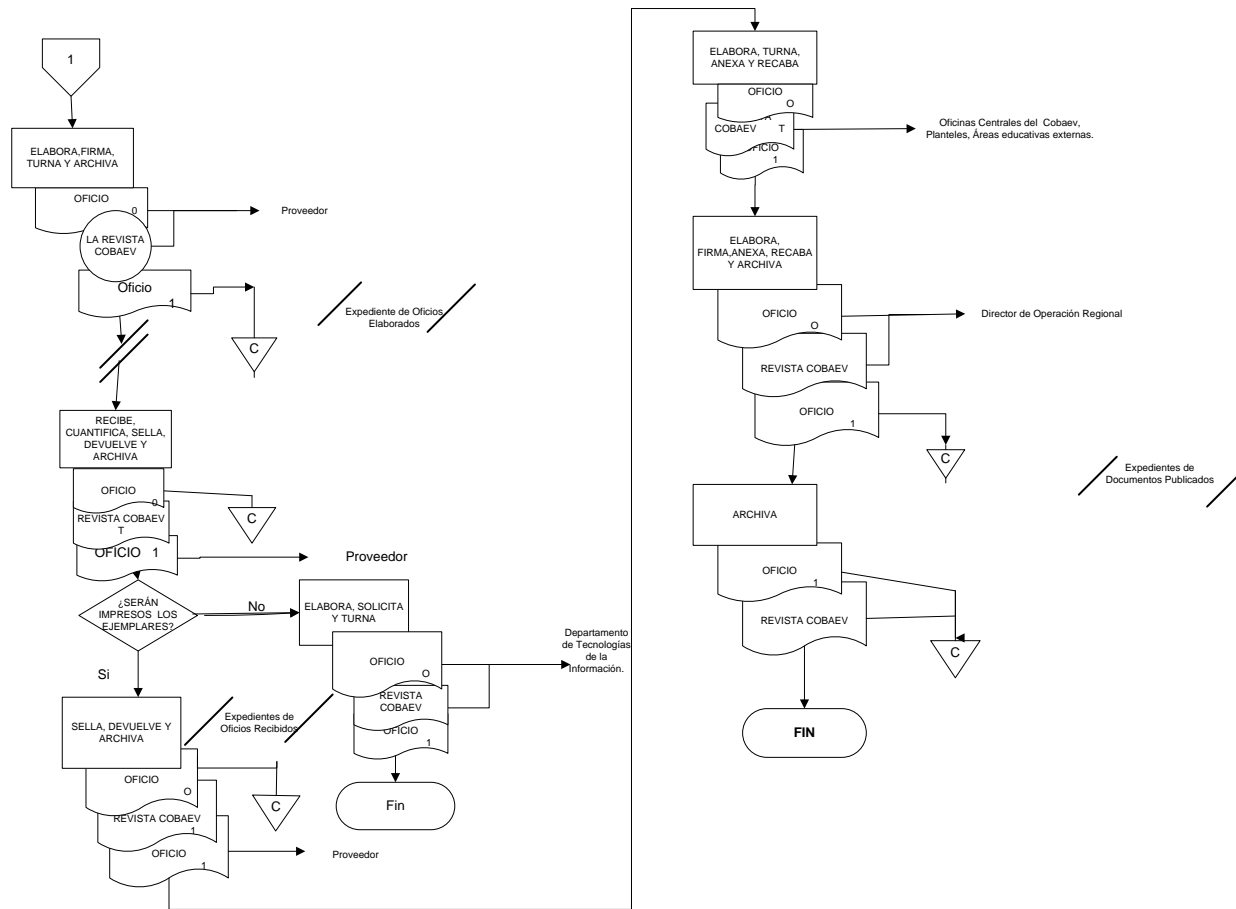 1
ELABORA,FIRMA,
TURNA Y ARCHIVA
OFICIO
0
Proveedor
LA REVISTA
COBAEV
Oficio
1
C
Expediente de Oficios
Elaborados
RECIBE,
CUANTIFICA, SELLA,
DEVUELVE Y
ARCHIVA
OFICIO
0
C
REVISTA COBAEV
T
OFICIO 1
Proveedor
¿SERÁN
IMPRESOS LOS
EJEMPLARES?
No
Si
ELABORA, SOLICITA
Y TURNA
OFICIO
O
REVISTA
COBAEV
OFICIO
1
Departamento
de Tecnologías
de la
Información.
Fin
SELLA, DEVUELVE Y
ARCHIVA
Expedientes de
Oficios Recibidos
OFICIO
O
C
REVISTA COBAEV
1
OFICIO
1
Proveedor
ELABORA, TURNA,
ANEXA Y RECABA
OFICIO
O
COBAEV T
OFICIO
1
Oficinas Centrales del Cobaev,
Planteles, Áreas educativas externas.
ELABORA,
FIRMA,ANEXA, RECABA
Y ARCHIVA
OFICIO
O
Director de Operación Regional
REVISTA COBAEV
OFICIO
1
C
Expedientes de
Documentos Publicados
ARCHIVA
OFICIO
1
REVISTA COBAEV
C
FIN